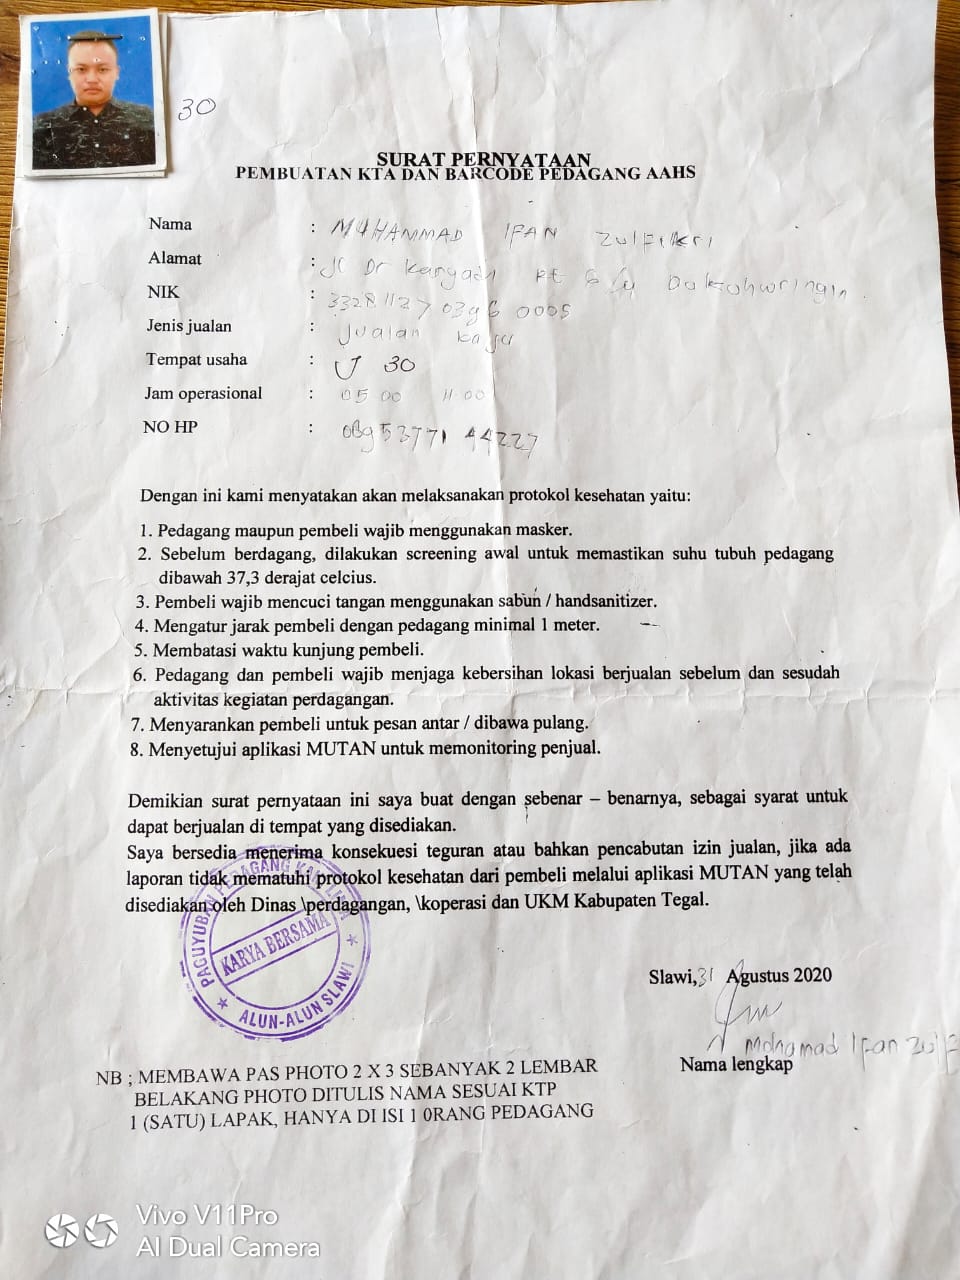 30
SURAT PERNYATAAN
PEMBUATAN KTA DAN BARCODE PEDAGANG AAHS
Nama : MUHAMMAD IFAN ZulFikri
Alamat : Jl Dr Karyadi Rt 6/4 Dukuhwringin
NIK : 3328112703960005
Jenis jualan : Jualan
Tempat usaha : U 30
Jam operasional : 05 00 11.00
NO HP : 0895377144227
Dengan ini kami menyatakan akan melaksanakan protokol kesehatan yaitu:
1. Pedagang maupun pembeli wajib menggunakan masker.
2. Sebelum berdagang, dilakukan screening awal untuk memastikan suhu tubuh pedagang
dibawah 37,3 derajat celcius.
3. Pembeli wajib mencuci tangan menggunakan sabun / handsanitizer.
4. Mengatur jarak pembeli dengan pedagang minimal 1 meter.
5. Membatasi waktu kunjung pembeli.
6. Pedagang dan pembeli wajib menjaga kebersihan lokasi berjualan sebelum dan sesudah
aktivitas kegiatan perdagangan.
7. Menyarankan pembeli untuk pesan antar / dibawa pulang.
8. Menyetujui aplikasi MUTAN untuk memonitoring penjual.
Demikian surat pernyataan ini saya buat dengan sebenar – benarnya, sebagai syarat untuk
dapat berjualan di tempat yang disediakan.
Saya bersedia menerima konsekuesi teguran atau bahkan pencabutan izin jualan, jika ada
laporan tidak mematuhi protokol kesehatan dari pembeli melalui aplikasi MUTAN yang telah
disediakan oleh Dinas \perdagangan, \koperasi dan UKM Kabupaten Tegal.
PAGUYUBAN PEDAGANG KAKI LIMA
KARYA BERSAMA
ALUN-ALUN SLAWI
Slawi, 31 Agustus 2020
Mohamad Ifan Zulf
Nama lengkap
NB ; MEMBAWA PAS PHOTO 2 X 3 SEBANYAK 2 LEMBAR
BELAKANG PHOTO DITULIS NAMA SESUAI KTP
1 (SATU) LAPAK, HANYA DI ISI 1 0RANG PEDAGANG
Vivo V11Pro
AI Dual Camera